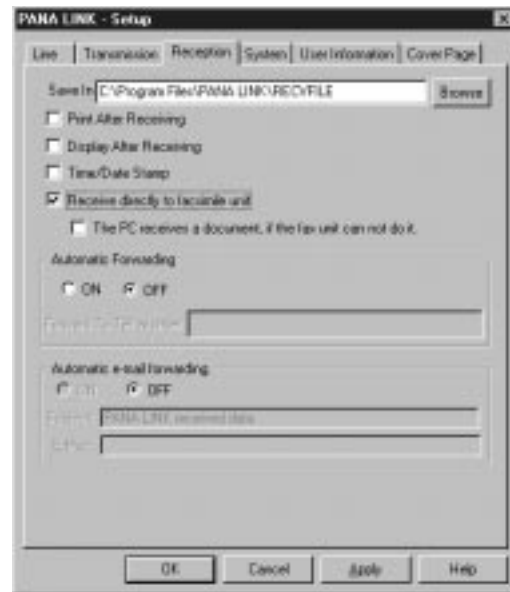 PANA LINK - Setup
Line Transmission Reception System User Information Cover Page
Save In C:\Program Files\PANA LINK\RECVFILE Browse
Print After Receiving
Display After Receiving
Time/Date Stamp
Receive directly to facsimile unit
The PC receives a document, if the fax unit can not do it.
Automatic Forwarding
ON OFF
Automatic e-mail forwarding
ON OFF
PANA LINK received data
OK Cancel Apply Help